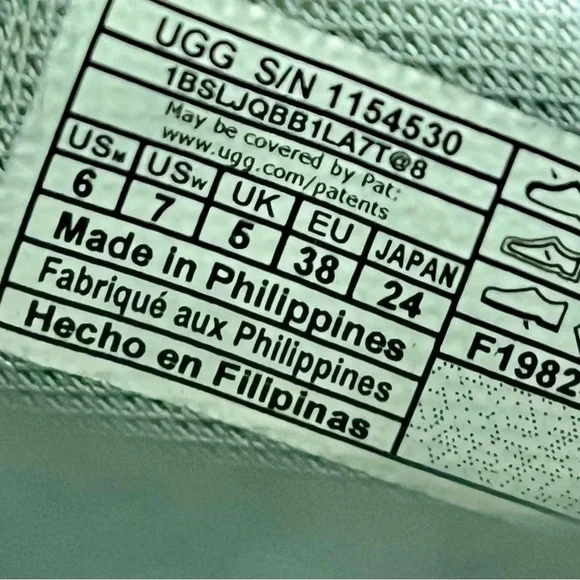 UGG S/N 1154530
1BSLJQBB1LA7T@8
May be covered by Pat:
www.ugg.com/patents
USM USW UK EU JAPAN
6 7 5 38 24
Made in Philippines
Fabriqué aux Philippines
Hecho en Filipinas
F1982